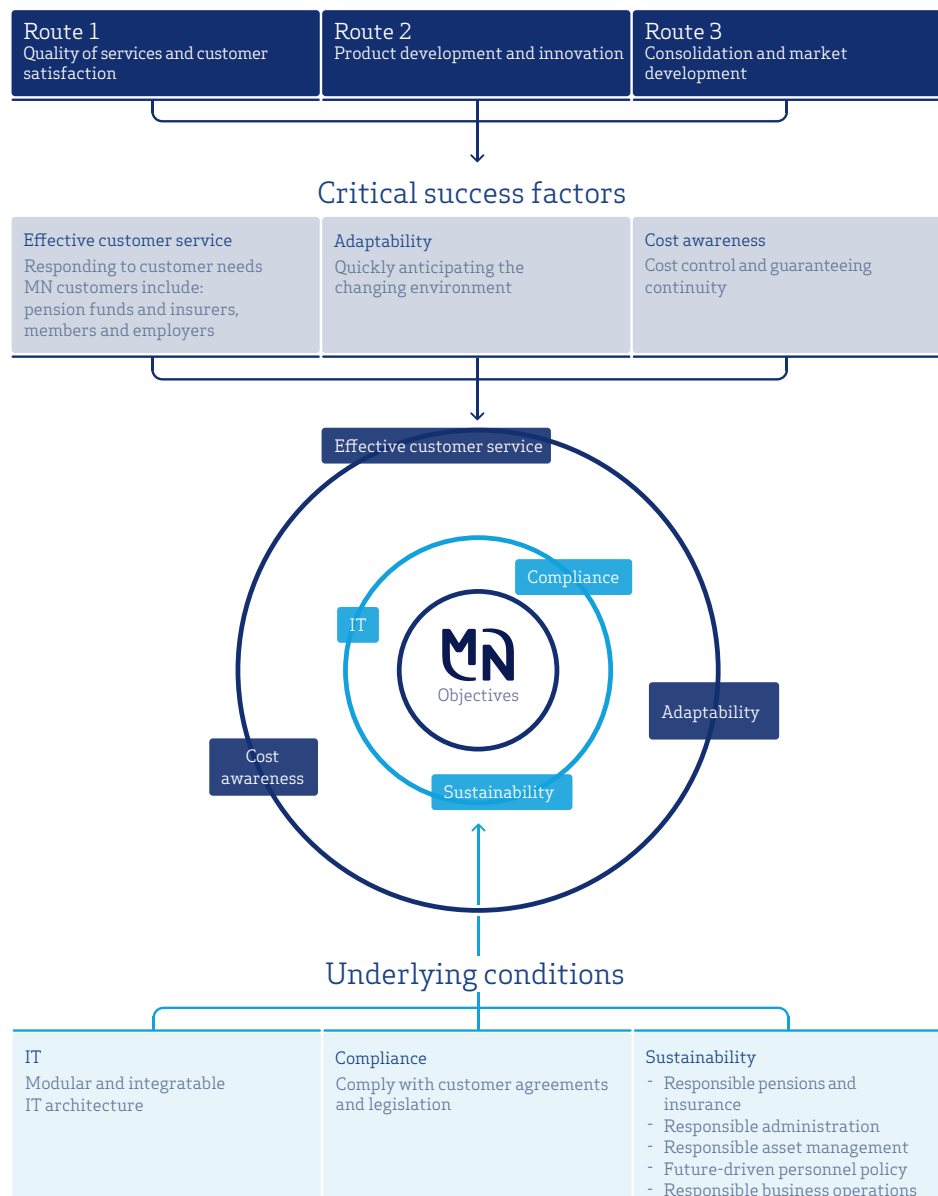 Route 1
Quality of services and customer
satisfaction
Route 2
Product development and innovation
Route 3
Consolidation and market
development
Critical success factors
Effective customer service
Responding to customer needs
MN customers include:
pension funds and insurers,
members and employers
Adaptability
Quickly anticipating the
changing environment
Cost awareness
Cost control and guaranteeing
continuity
Effective customer service
Compliance
IT
MN
Objectives
Adaptability
Cost
awareness
Sustainability
Underlying conditions
IT
Modular and integratable
IT architecture
Compliance
Comply with customer agreements
and legislation
Sustainability
- Responsible pensions and
insurance
- Responsible administration
- Responsible asset management
- Future-driven personnel policy
- Responsible business operations